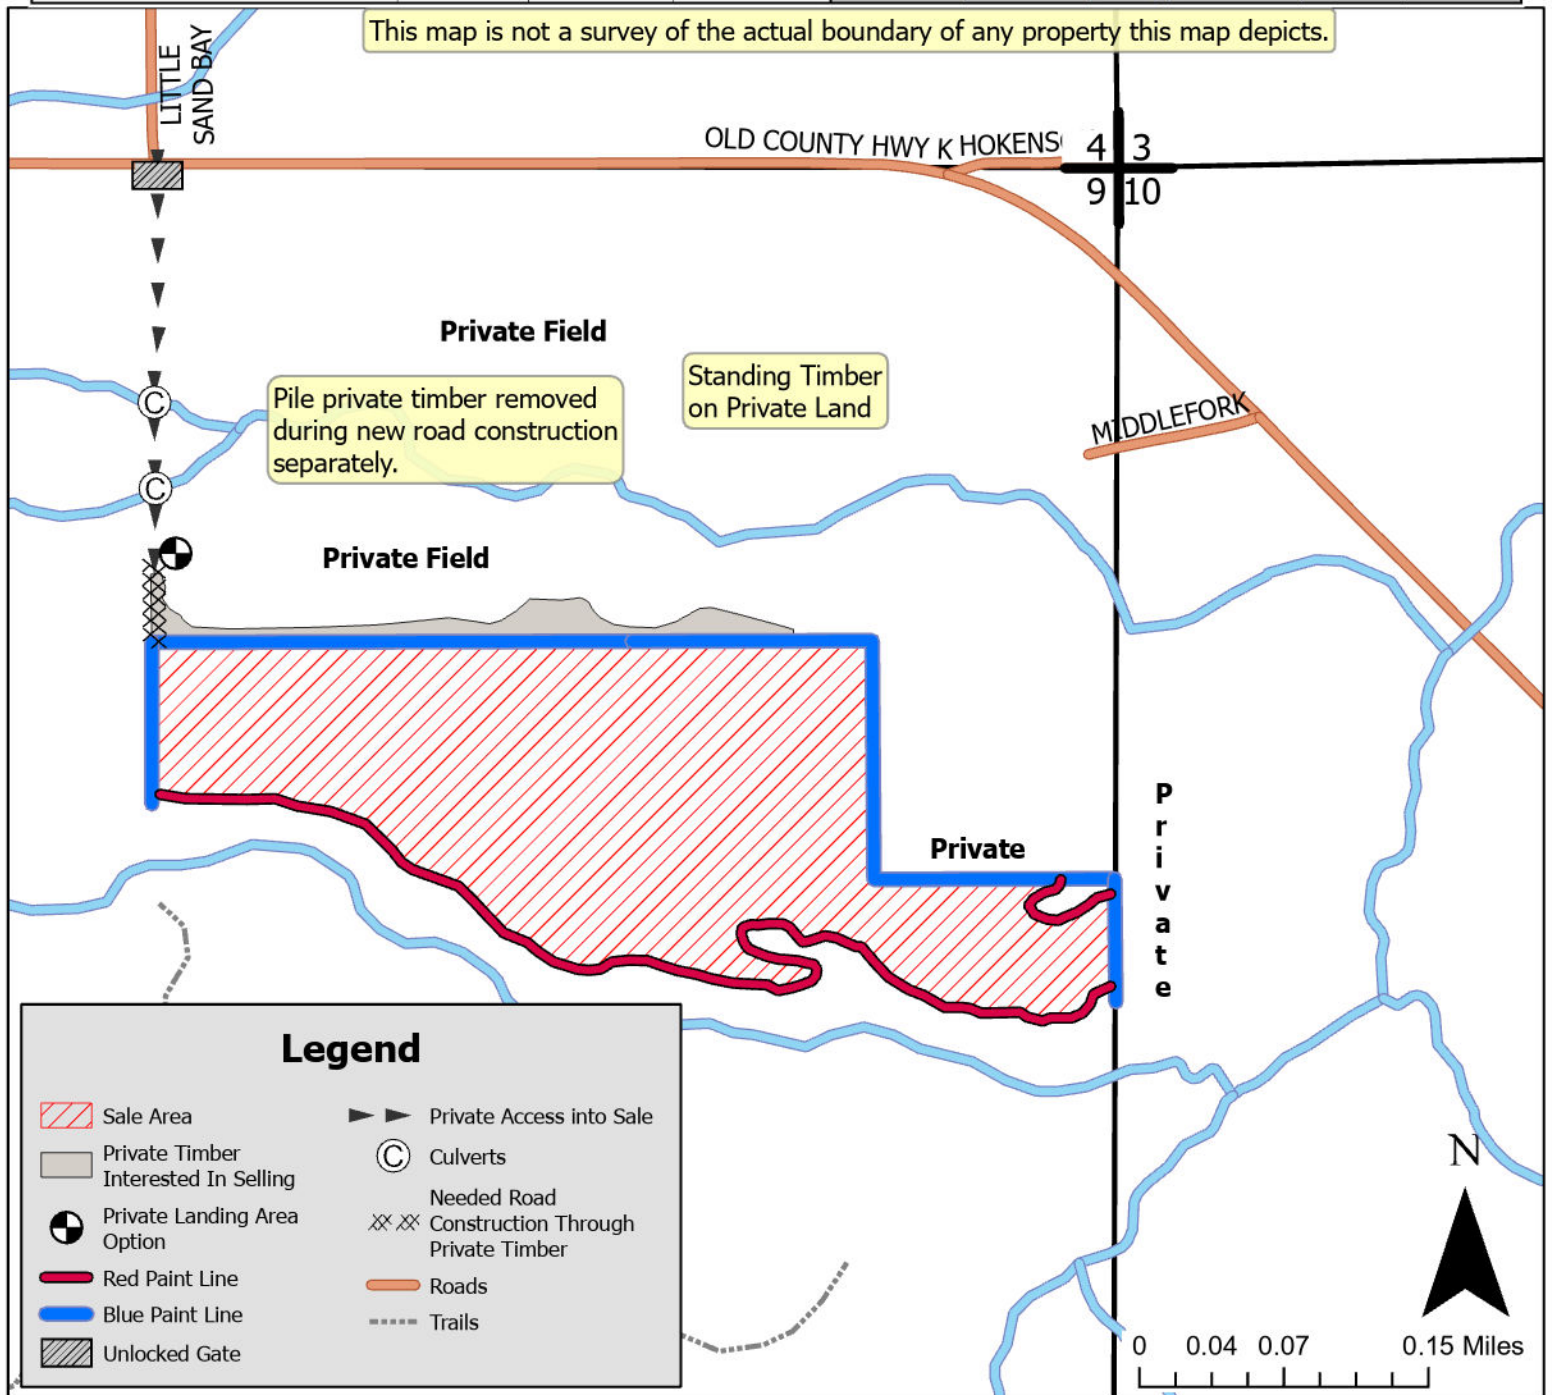 This map is not a survey of the actual boundary of any property this map depicts.
LITTLE
SAND BAY
OLD COUNTY HWY K
HOKENS
4 3
9 10
Private Field
Standing Timber
on Private Land
Pile private timber removed
during new road construction
separately.
MIDDLEFORK
C
C
Private Field
Private
Private
Legend
Sale Area
Private Timber
Interested In Selling
Private Landing Area
Option
Red Paint Line
Blue Paint Line
Unlocked Gate
Private Access into Sale
C
Culverts
Needed Road
Construction Through
Private Timber
Roads
Trails
N
0 0.04 0.07 0.15 Miles